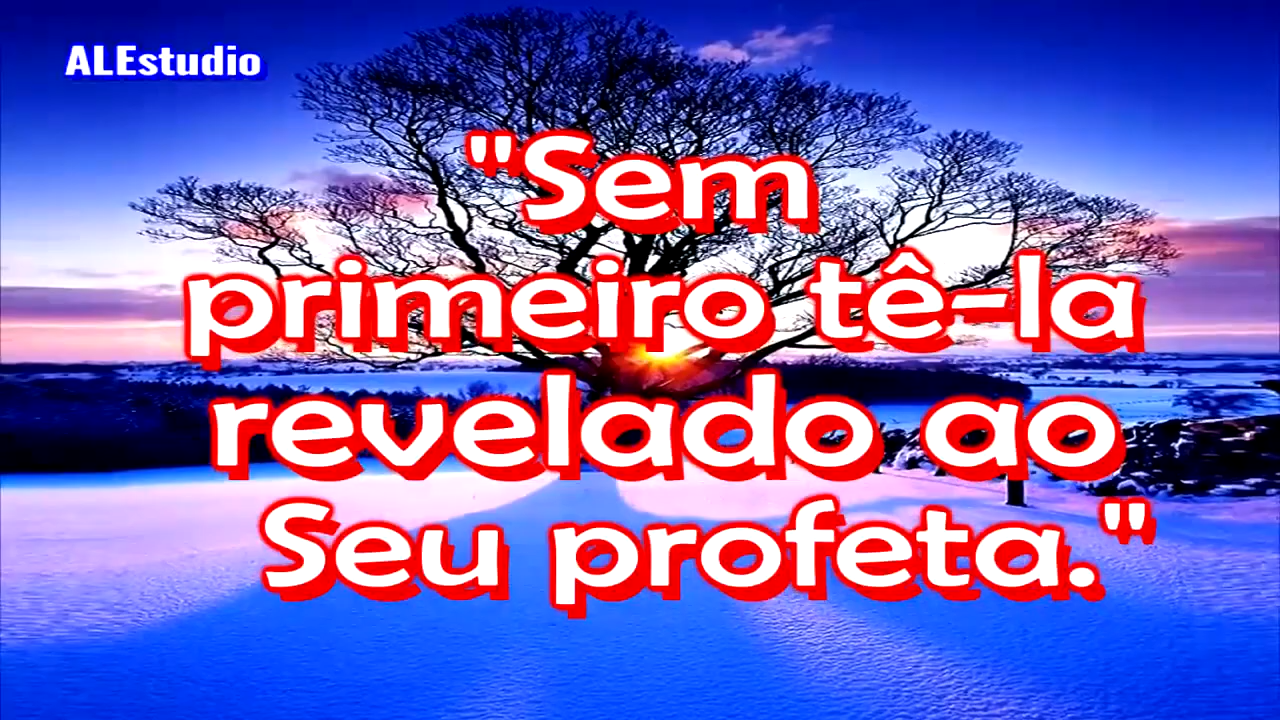 ALEstudio
"Sem
primeiro tê-la
revelado ao
Seu profeta."